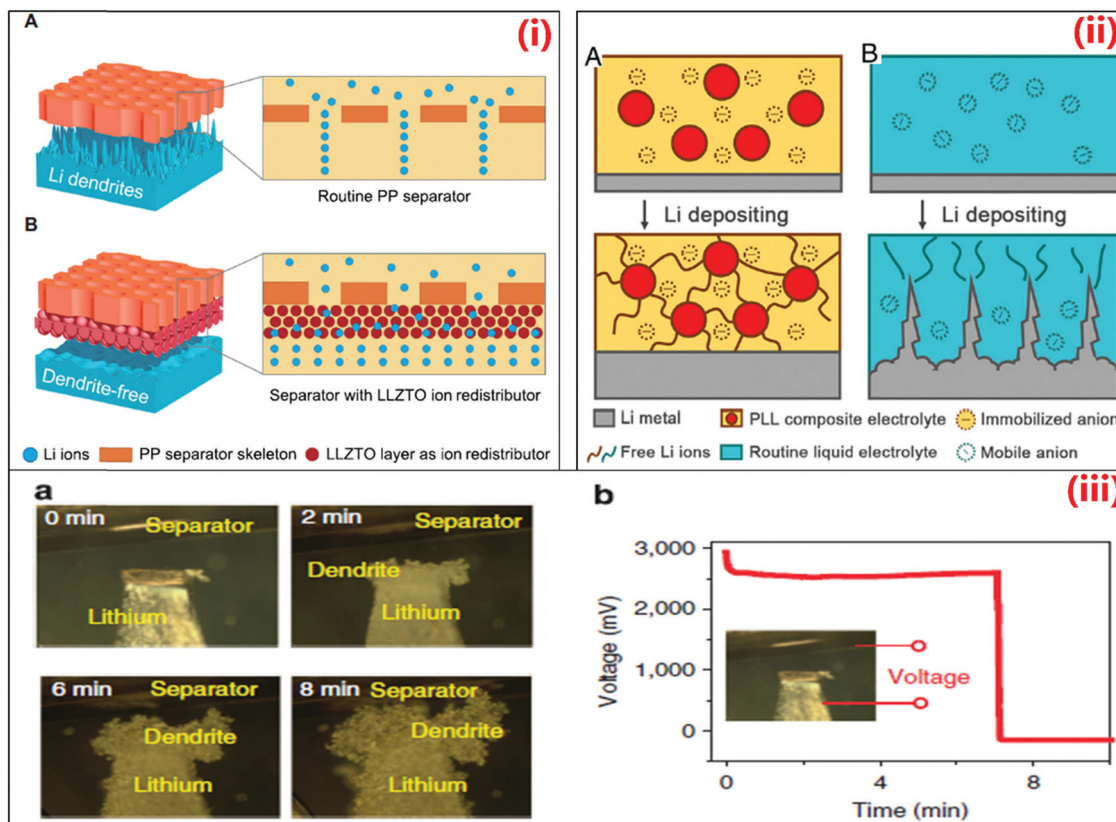 A
(i)
Li dendrites
Routine PP separator
B
Dendrite-free
Separator with LLZTO ion redistributor
Li ions PP separator skeleton LLZTO layer as ion redistributor
(ii)
A
B
Li depositing
Li depositing
Li metal PLL composite electrolyte Immobilized anion
Free Li ions Routine liquid electrolyte Mobile anion
(iii)
a
0 min
Separator
Lithium
2 min
Separator
Dendrite
Lithium
6 min
Separator
Dendrite
Lithium
8 min
Separator
Dendrite
Lithium
b
3,000
2,000
1,000
0
Voltage (mV)
Voltage
0 4 8
Time (min)